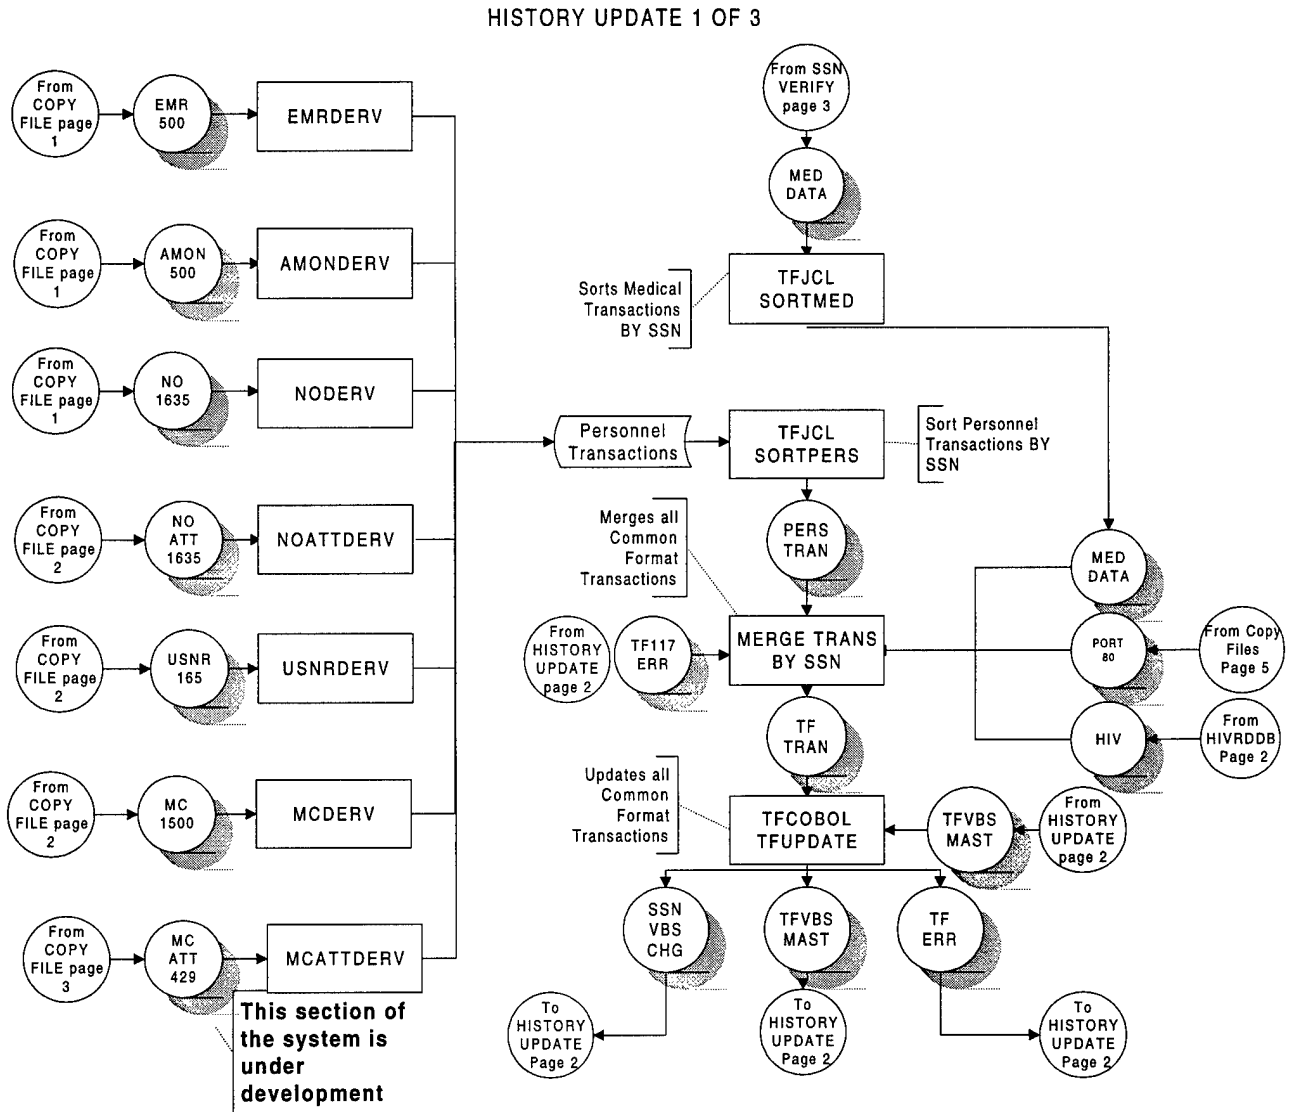 HISTORY UPDATE 1 OF 3
From
COPY
FILE page
1
EMR
500
EMRDERV
From
COPY
FILE page
1
AMON
500
AMONDERV
From
COPY
FILE page
1
NO
1635
NODERV
From
COPY
FILE page
2
NO
ATT
1635
NOATTDERV
From
COPY
FILE page
2
USNR
165
USNRDERV
From
COPY
FILE page
2
MC
1500
MCDERV
From
COPY
FILE page
3
MC
ATT
429
MCATTDERV
This section of
the system is
under
development
From SSN
VERIFY
page 3
MED
DATA
Sorts Medical
Transactions
BY SSN
TFJCL
SORTMED
Personnel
Transactions
TFJCL
SORTPERS
Sort Personnel
Transactions BY
SSN
Merges all
Common
Format
Transactions
PERS
TRAN
MED
DATA
From
HISTORY
UPDATE
page 2
TF117
ERR
MERGE TRANS
BY SSN
PORT
80
From Copy
Files
Page 5
TF
TRAN
HIV
From
HIVRDDB
Page 2
Updates all
Common
Format
Transactions
TFCOBOL
TFUPDATE
TFVBS
MAST
From
HISTORY
UPDATE
page 2
SSN
VBS
CHG
TFVBS
MAST
TF
ERR
To
HISTORY
UPDATE
Page 2
To
HISTORY
UPDATE
Page 2
To
HISTORY
UPDATE
Page 2